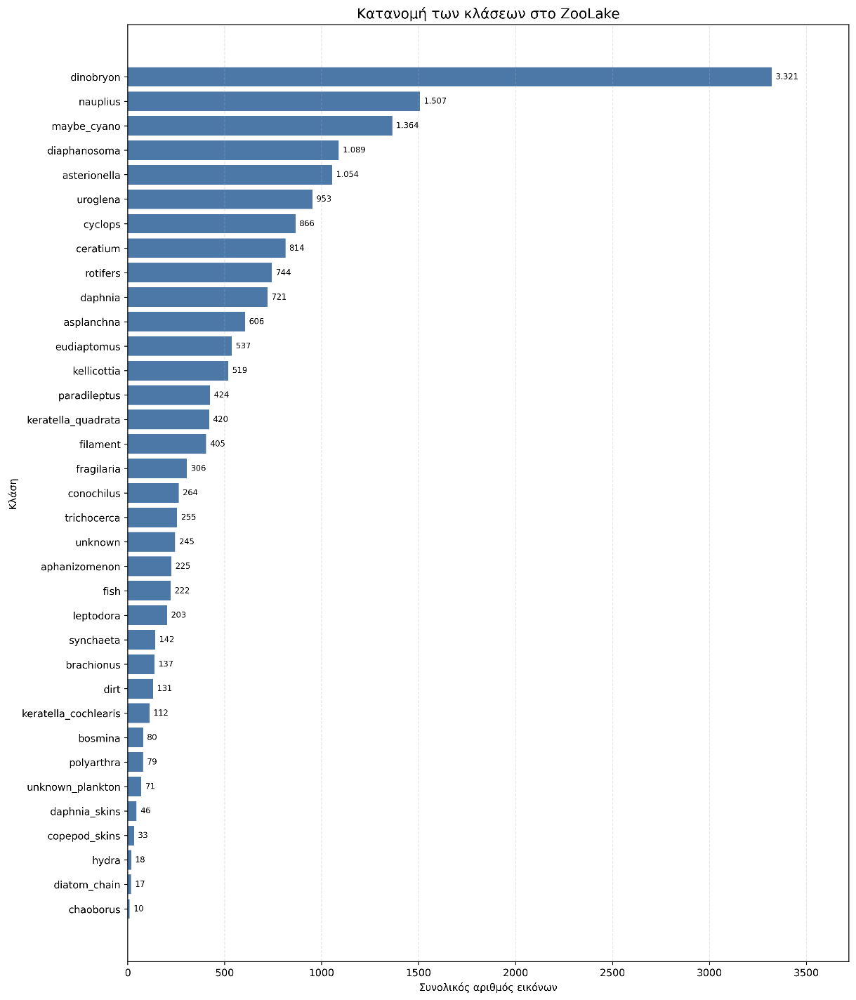 Κατανομή των κλάσεων στο ZooLake
dinobryon 3.321
nauplius 1.507
maybe_cyano 1.364
diaphanosoma 1.089
asterionella 1.054
uroglena 953
cyclops 866
ceratium 814
rotifers 744
daphnia 721
asplanchna 606
eudiaptomus 537
kellicottia 519
paradileptus 424
keratella_quadrata 420
filament 405
fragilaria 306
conochilus 264
trichocerca 255
unknown 245
aphanizomenon 225
fish 222
leptodora 203
synchaeta 142
brachionus 137
dirt 131
keratella_cochlearis 112
bosmina 80
polyarthra 79
unknown_plankton 71
daphnia_skins 46
copepod_skins 33
hydra 18
diatom_chain 17
chaoborus 10
Κλάση
0 500 1000 1500 2000 2500 3000 3500
Συνολικός αριθμός εικόνων